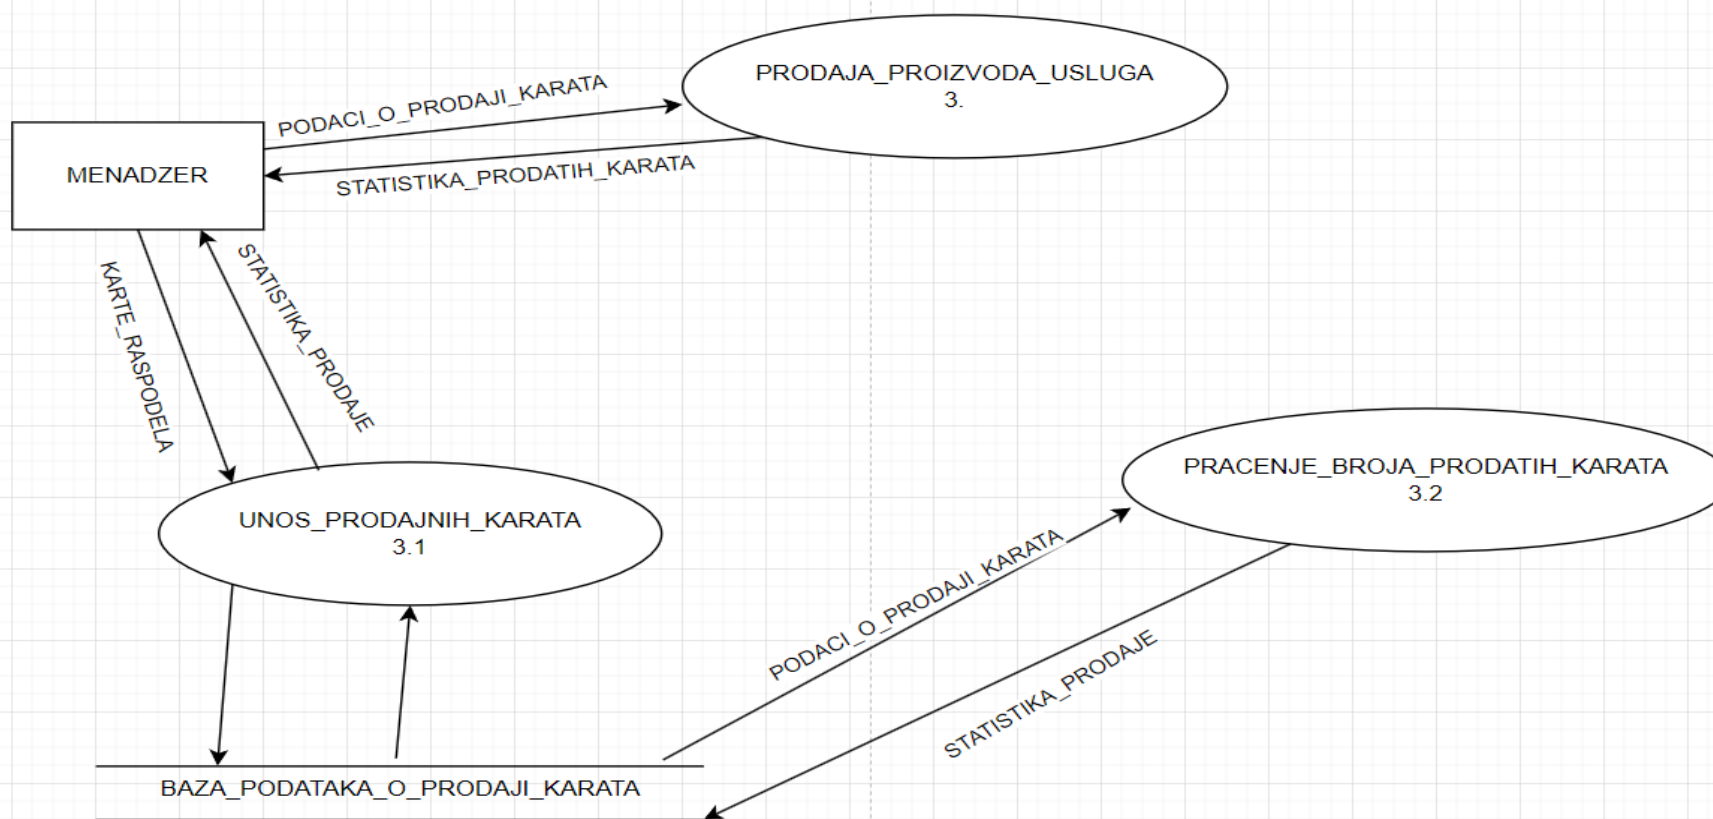 PRODAJA_PROIZVODA_USLUGA
3.
PODACI_O_PRODAJI_KARATA
MENADZER
STATISTIKA_PRODATIH_KARATA
KARTE_RASPODELA
STATISTIKA_PRODAJE
PRACENJE_BROJA_PRODATIH_KARATA
3.2
UNOS_PRODAJNIH_KARATA
3.1
PODACI_O_PRODAJI_KARATA
STATISTIKA_PRODAJE
BAZA_PODATAKA_O_PRODAJI_KARATA